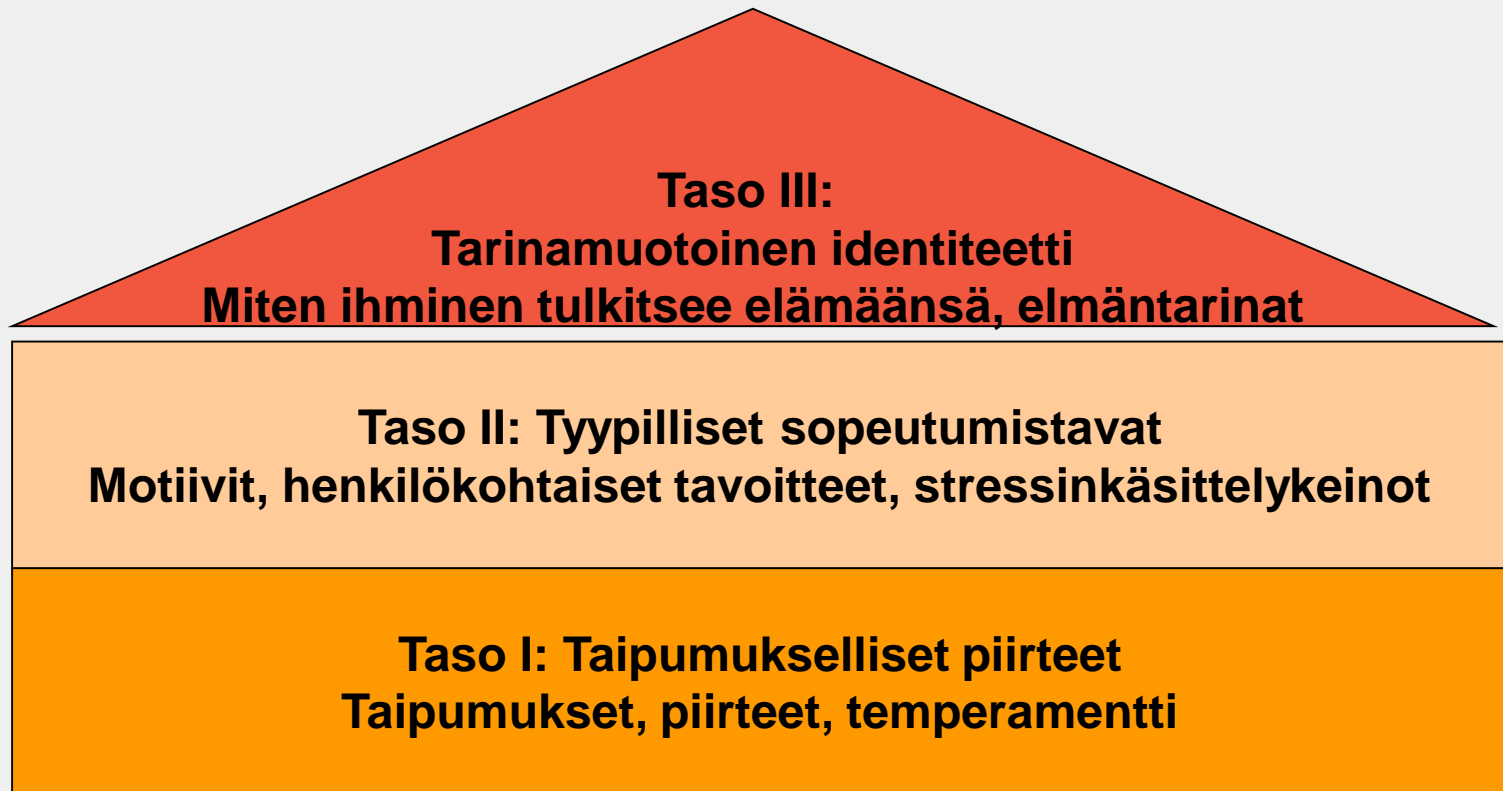 Taso III:
Tarinamuotoinen identiteetti
Miten ihminen tulkitsee elämäänsä, elmäntarinat
Taso II: Tyypilliset sopeutumistavat
Motiivit, henkilökohtaiset tavoitteet, stressinkäsittelykeinot
Taso I: Taipumukselliset piirteet
Taipumukset, piirteet, temperamentti